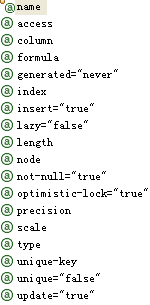 name
access
column
formula
generated="never"
index
insert="true"
lazy="false"
length
node
not-null="true"
optimistic-lock="true"
precision
scale
type
unique-key
unique="false"
update="true"